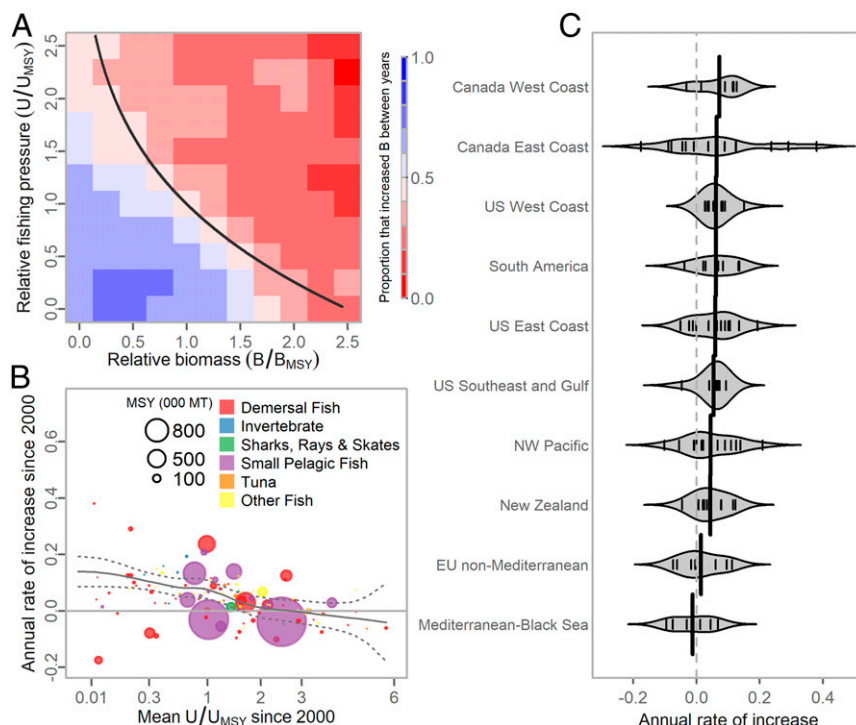 A
Relative fishing pressure (U/U_MSY)
2.5
2.0
1.5
1.0
0.5
0.0
0.0 0.5 1.0 1.5 2.0 2.5
Relative biomass (B/B_MSY)
Proportion that increased B between years
1.0
0.5
0.0
B
Annual rate of increase since 2000
MSY (000 MT)
800
500
100
Demersal Fish
Invertebrate
Sharks, Rays & Skates
Small Pelagic Fish
Tuna
Other Fish
0.6
0.4
0.2
0.0
-0.2
0.01 0.3 1 2 3 6
Mean U/U_MSY since 2000
C
Canada West Coast
Canada East Coast
US West Coast
South America
US East Coast
US Southeast and Gulf
NW Pacific
New Zealand
EU non-Mediterranean
Mediterranean-Black Sea
-0.2 0.0 0.2 0.4
Annual rate of increase